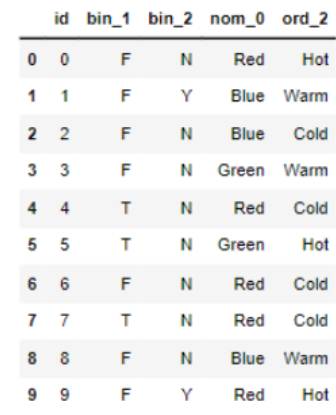 id bin_1 bin_2 nom_0 ord_2
0 0 F N Red Hot
1 1 F Y Blue Warm
2 2 F N Blue Cold
3 3 F N Green Warm
4 4 T N Red Cold
5 5 T N Green Hot
6 6 F N Red Cold
7 7 T N Red Cold
8 8 F N Blue Warm
9 9 F Y Red Hot